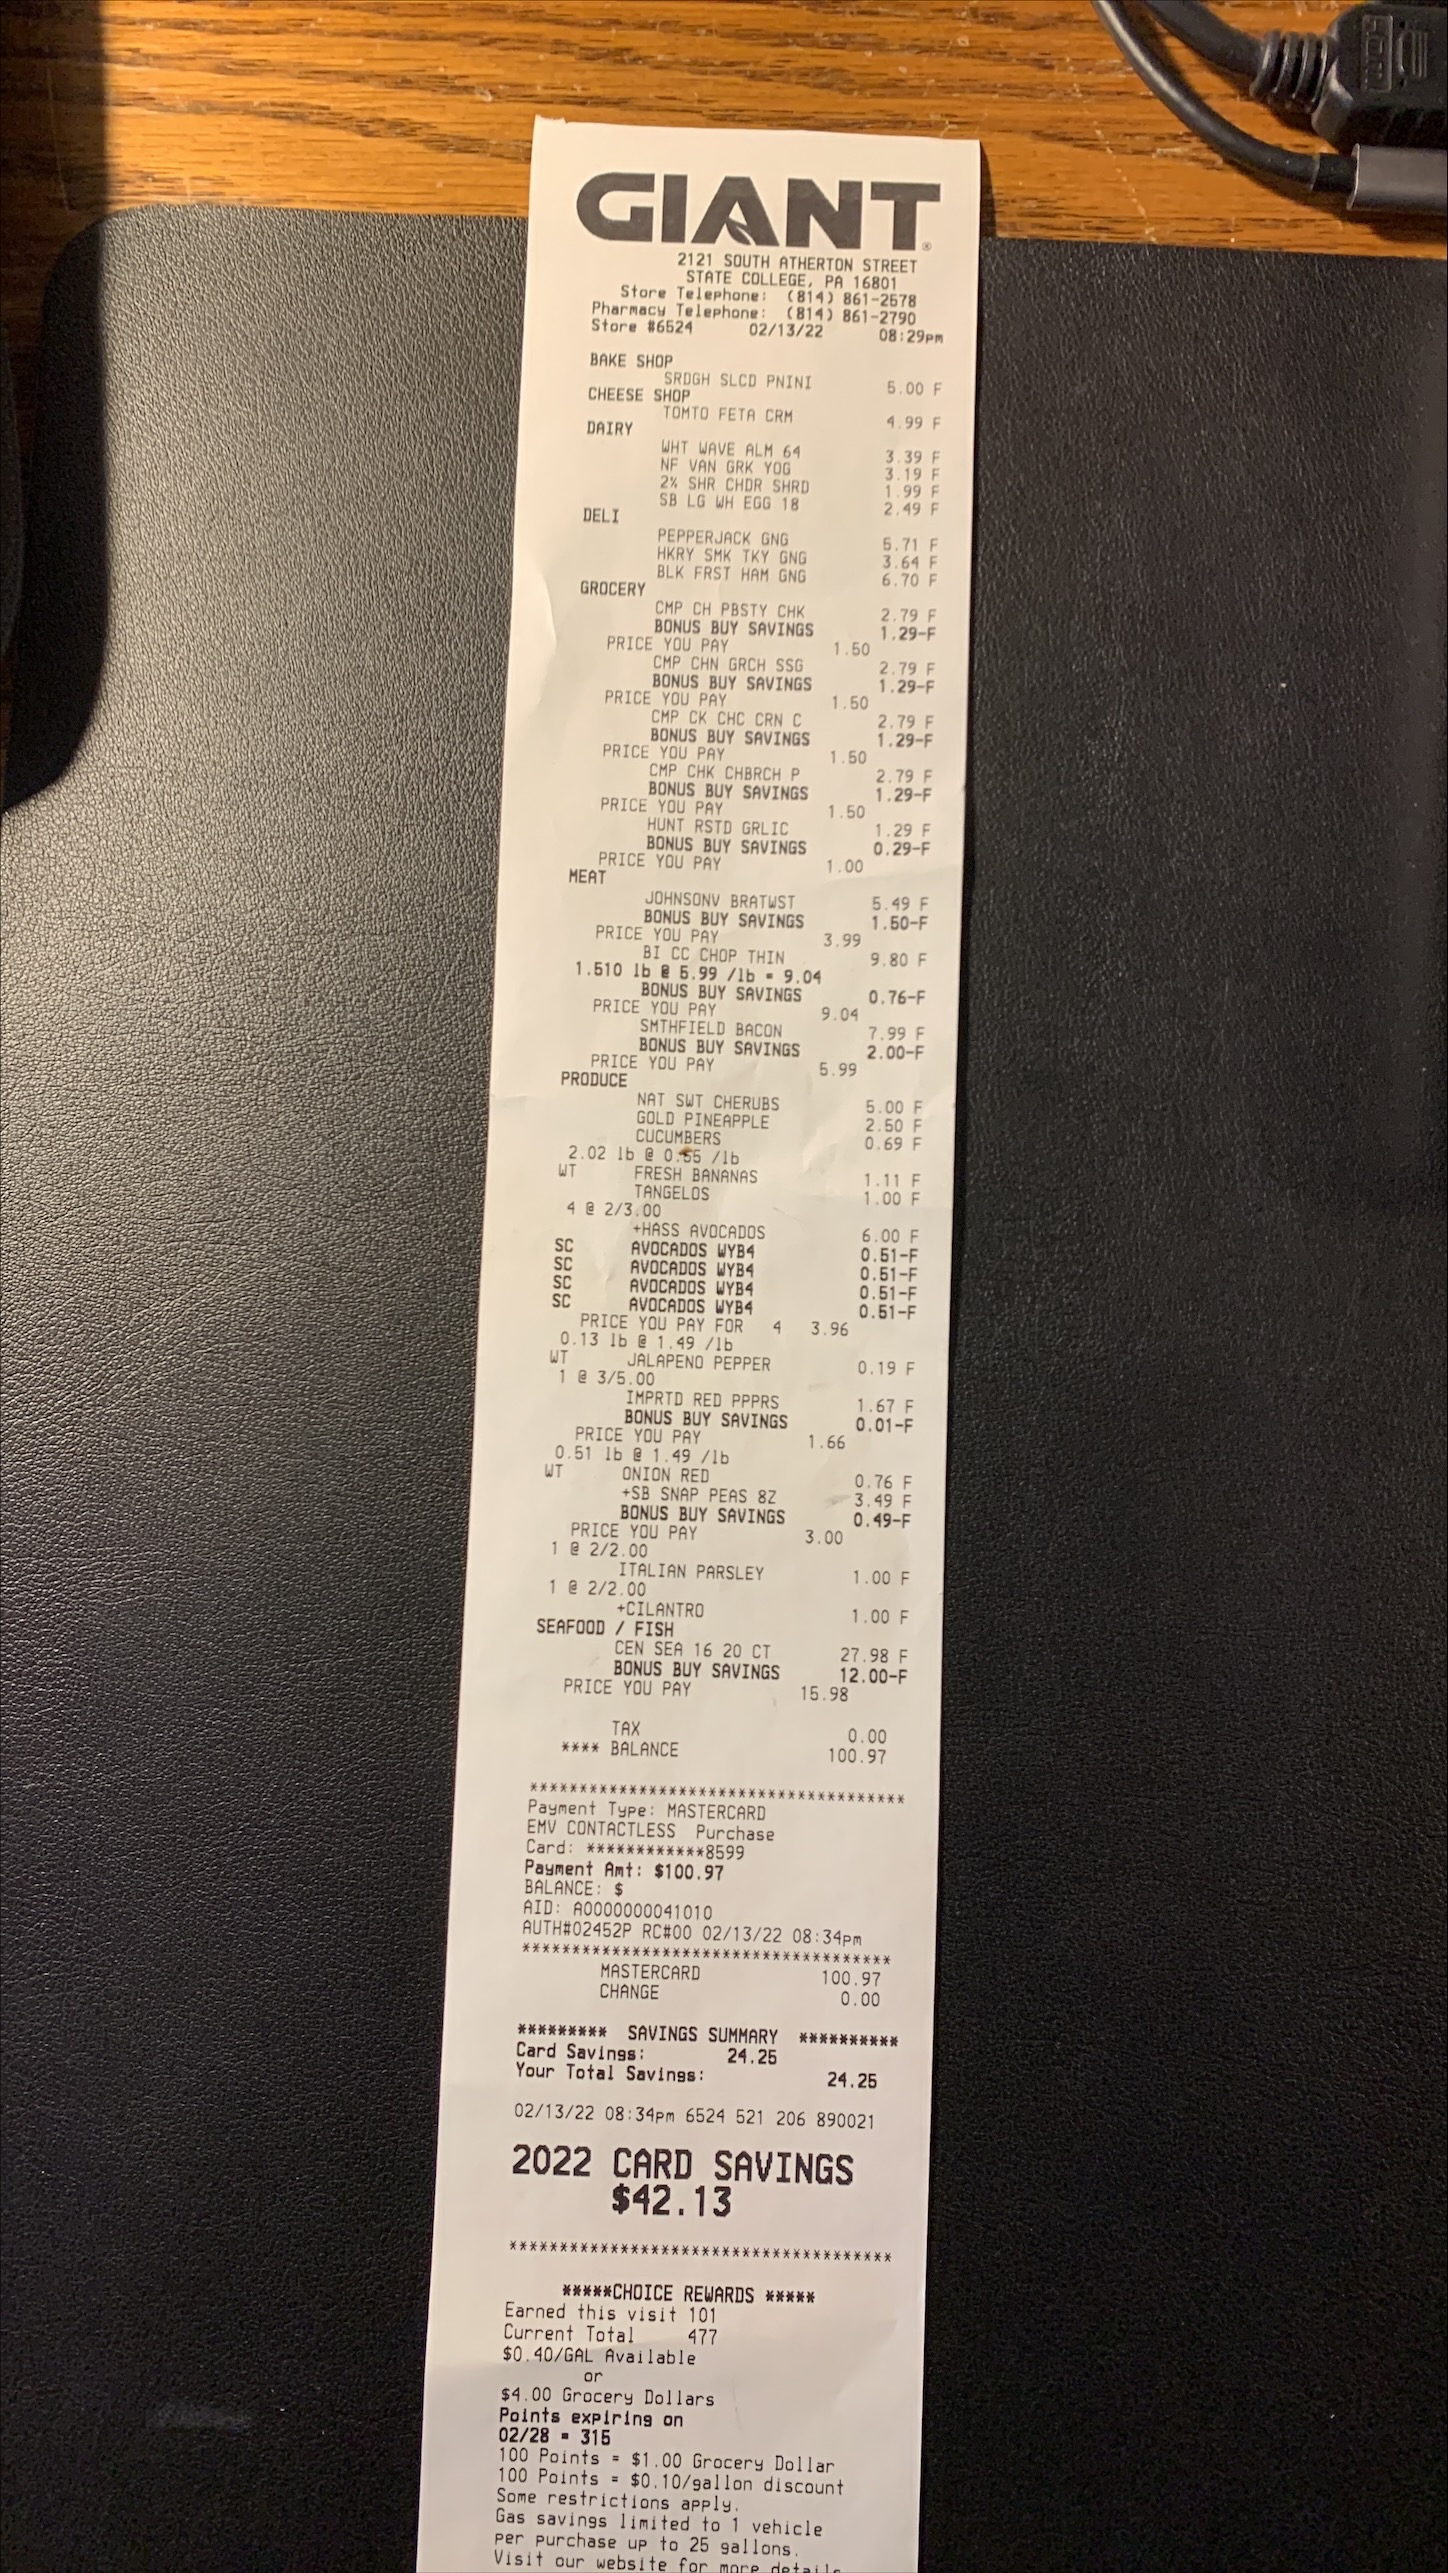 GIANT®
2121 SOUTH ATHERTON STREET
STATE COLLEGE, PA 16801
Store Telephone: (814) 861-2578
Pharmacy Telephone: (814) 861-2790
Store #6524 02/13/22 08:29pm
BAKE SHOP
SRDGH SLCD PNINI 5.00 F
CHEESE SHOP
TOMTO FETA CRM 4.99 F
DAIRY
WHT WAVE ALM 64 3.39 F
NF VAN GRK YOG 3.19 F
2% SHR CHDR SHRD 1.99 F
SB LG WH EGG 18 2.49 F
DELI
PEPPERJACK GNG 5.71 F
HKRY SMK TKY GNG 3.64 F
BLK FRST HAM GNG 6.70 F
GROCERY
CMP CH PBSTY CHK 2.79 F
BONUS BUY SAVINGS 1.29-F
PRICE YOU PAY 1.50
CMP CHN GRCH SSG 2.79 F
BONUS BUY SAVINGS 1.29-F
PRICE YOU PAY 1.50
CMP CK CHC CRN C 2.79 F
BONUS BUY SAVINGS 1.29-F
PRICE YOU PAY 1.50
CMP CHK CHBRCH P 2.79 F
BONUS BUY SAVINGS 1.29-F
PRICE YOU PAY 1.50
HUNT RSTD GRLIC 1.29 F
BONUS BUY SAVINGS 0.29-F
PRICE YOU PAY 1.00
MEAT
JOHNSONV BRATWST 5.49 F
BONUS BUY SAVINGS 1.50-F
PRICE YOU PAY 3.99
BI CC CHOP THIN 9.80 F
1.510 lb @ 5.99 /lb = 9.04
BONUS BUY SAVINGS 0.76-F
PRICE YOU PAY 9.04
SMTHFIELD BACON 7.99 F
BONUS BUY SAVINGS 2.00-F
PRICE YOU PAY 5.99
PRODUCE
NAT SWT CHERUBS 5.00 F
GOLD PINEAPPLE 2.50 F
CUCUMBERS 0.69 F
2.02 lb @ 0.55 /lb
WT FRESH BANANAS 1.11 F
TANGELOS 1.00 F
4 @ 2/3.00
+HASS AVOCADOS 6.00 F
SC AVOCADOS WYB4 0.51-F
SC AVOCADOS WYB4 0.51-F
SC AVOCADOS WYB4 0.51-F
SC AVOCADOS WYB4 0.51-F
PRICE YOU PAY FOR 4 3.96
0.13 lb @ 1.49 /lb
WT JALAPENO PEPPER 0.19 F
1 @ 3/5.00
IMPRTD RED PPPRS 1.67 F
BONUS BUY SAVINGS 0.01-F
PRICE YOU PAY 1.66
0.51 lb @ 1.49 /lb
WT ONION RED 0.76 F
+SB SNAP PEAS 8Z 3.49 F
BONUS BUY SAVINGS 0.49-F
PRICE YOU PAY 3.00
1 @ 2/2.00
ITALIAN PARSLEY 1.00 F
1 @ 2/2.00
+CILANTRO 1.00 F
SEAFOOD / FISH
CEN SEA 16 20 CT 27.98 F
BONUS BUY SAVINGS 12.00-F
PRICE YOU PAY 15.98
TAX 0.00
**** BALANCE 100.97
**************************************
Payment Type: MASTERCARD
EMV CONTACTLESS Purchase
Card: ************8599
Payment Amt: $100.97
BALANCE: $
AID: A0000000041010
AUTH#02452P RC#00 02/13/22 08:34pm
**************************************
MASTERCARD 100.97
CHANGE 0.00
********* SAVINGS SUMMARY **********
Card Savings: 24.25
Your Total Savings: 24.25
02/13/22 08:34pm 6524 521 206 890021
2022 CARD SAVINGS
$42.13
**************************************
*****CHOICE REWARDS *****
Earned this visit 101
Current Total 477
$0.40/GAL Available
or
$4.00 Grocery Dollars
Points expiring on
02/28 = 315
100 Points = $1.00 Grocery Dollar
100 Points = $0.10/gallon discount
Some restrictions apply.
Gas savings limited to 1 vehicle
per purchase up to 25 gallons.
Visit our website for more details